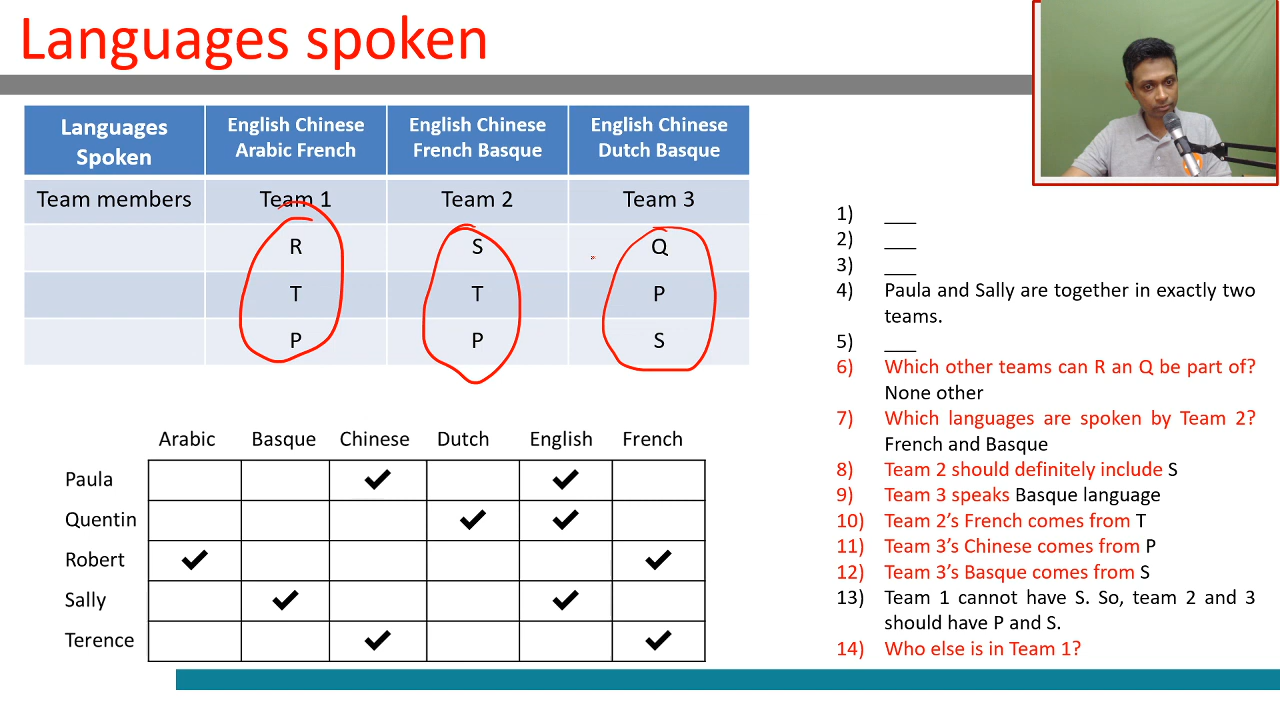 Languages spoken
Languages Spoken
English Chinese Arabic French
English Chinese French Basque
English Chinese Dutch Basque
Team members
Team 1
Team 2
Team 3
R
S
Q
T
T
P
P
P
S
Arabic Basque Chinese Dutch English French
Paula ✔ ✔
Quentin ✔ ✔
Robert ✔ ✔
Sally ✔ ✔
Terence ✔ ✔
1) ___
2) ___
3) ___
4) Paula and Sally are together in exactly two
teams.
5) ___
6) Which other teams can R an Q be part of?
None other
7) Which languages are spoken by Team 2?
French and Basque
8) Team 2 should definitely include S
9) Team 3 speaks Basque language
10) Team 2's French comes from T
11) Team 3's Chinese comes from P
12) Team 3's Basque comes from S
13) Team 1 cannot have S. So, team 2 and 3
should have P and S.
14) Who else is in Team 1?